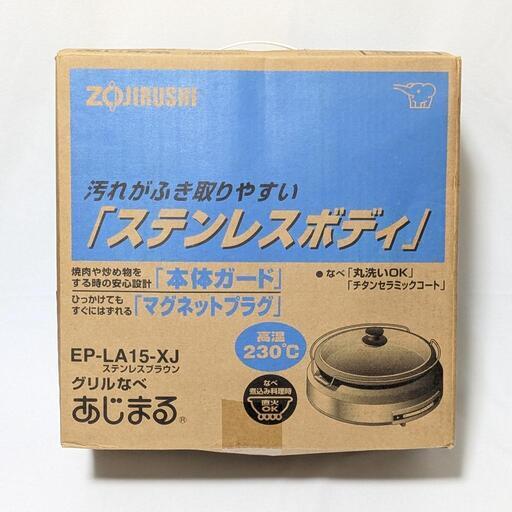 ZOJIRUSHI
汚れがふき取りやすい
「ステンレスボディ」
焼肉や炒め物を
する時の安心設計「本体ガード」
ひっかけても
すぐにはずれる「マグネットプラグ」
●なべ「丸洗いOK」
「チタンセラミックコート」
高温
230℃
EP-LA15-XJ
ステンレスブラウン
グリルなべ
あじまる®
なべ
煮込み料理時
直火
OK